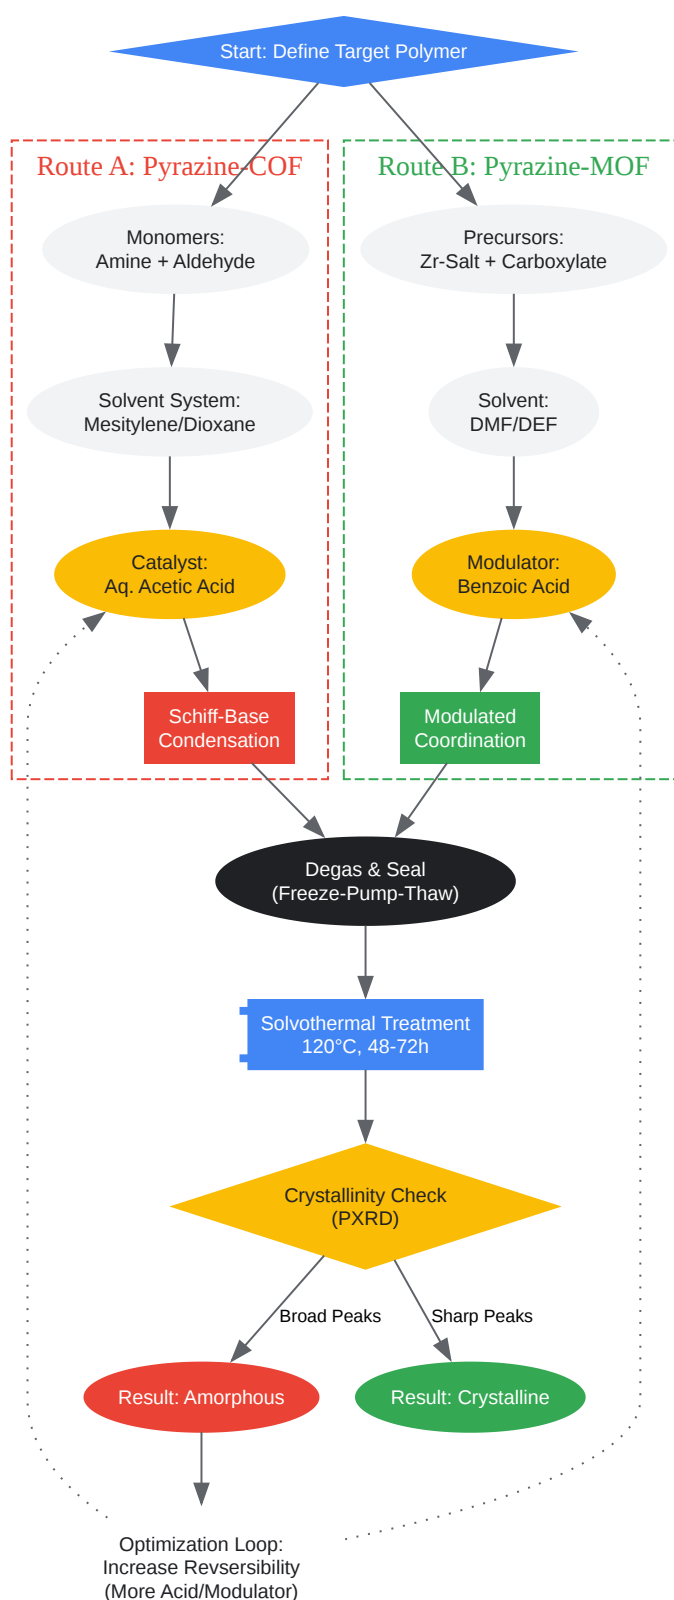 Start: Define Target Polymer
Route A: Pyrazine-COF
Route B: Pyrazine-MOF
Monomers:
Amine + Aldehyde
Precursors:
Zr-Salt + Carboxylate
Solvent System:
Mesitylene/Dioxane
Solvent:
DMF/DEF
Catalyst:
Aq. Acetic Acid
Modulator:
Benzoic Acid
Schiff-Base
Condensation
Modulated
Coordination
Degas & Seal
(Freeze-Pump-Thaw)
Solvothermal Treatment
120°C, 48-72h
Crystallinity Check
(PXRD)
Broad Peaks
Sharp Peaks
Result: Amorphous
Result: Crystalline
Optimization Loop:
Increase Revsersibility
(More Acid/Modulator)